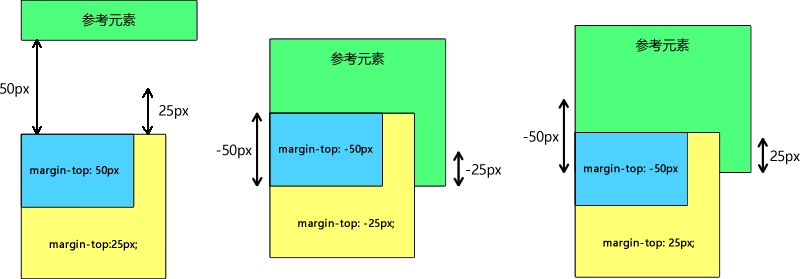 参考元素
50px
25px
margin-top: 50px
margin-top:25px;
参考元素
-50px
margin-top: -50px
-25px
margin-top: -25px;
参考元素
-50px
25px
margin-top: -50px
margin-top: 25px;